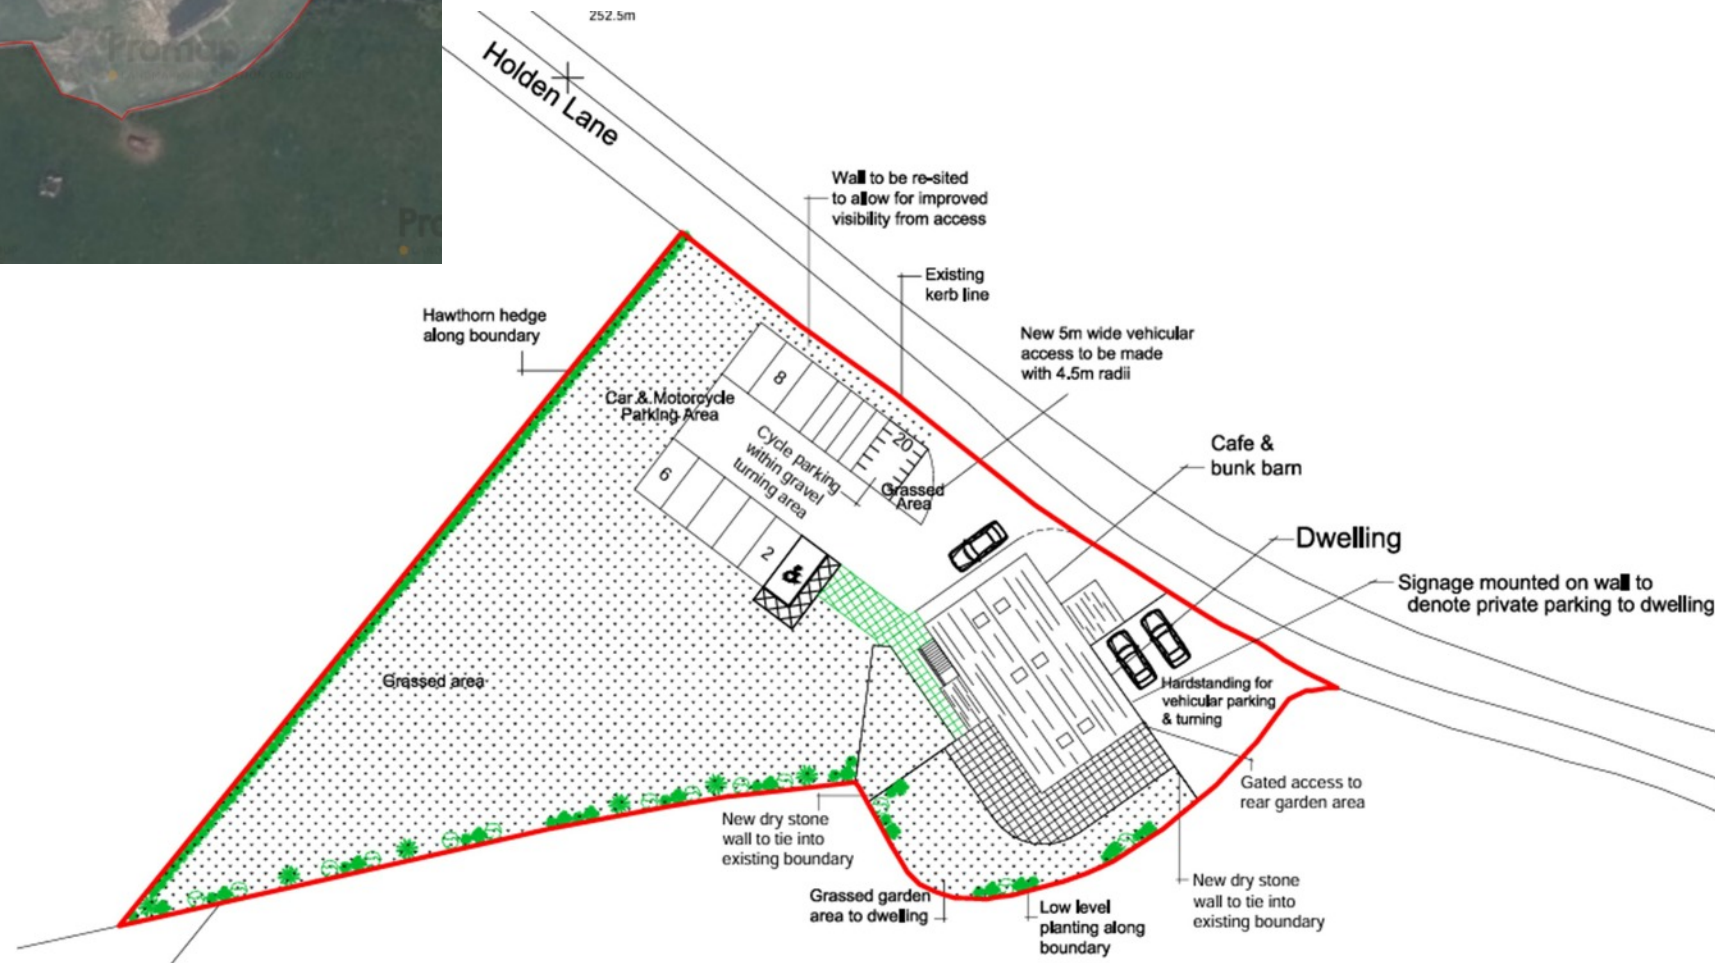 Promap
252.5m
Holden Lane
Wall to be re-sited
to allow for improved
visibility from access
Existing
kerb line
Hawthorn hedge
along boundary
New 5m wide vehicular
access to be made
with 4.5m radii
8
Car & Motorcycle
Parking Area
Cycle parking
within gravel
turning area
20
6
Grassed
Area
2
Cafe &
bunk barn
Dwelling
Signage mounted on wall to
denote private parking to dwelling
Grassed area
Hardstanding for
vehicular parking
& turning
Gated access to
rear garden area
New dry stone
wall to tie into
existing boundary
Grassed garden
area to dwelling
Low level
planting along
boundary
New dry stone
wall to tie into
existing boundary